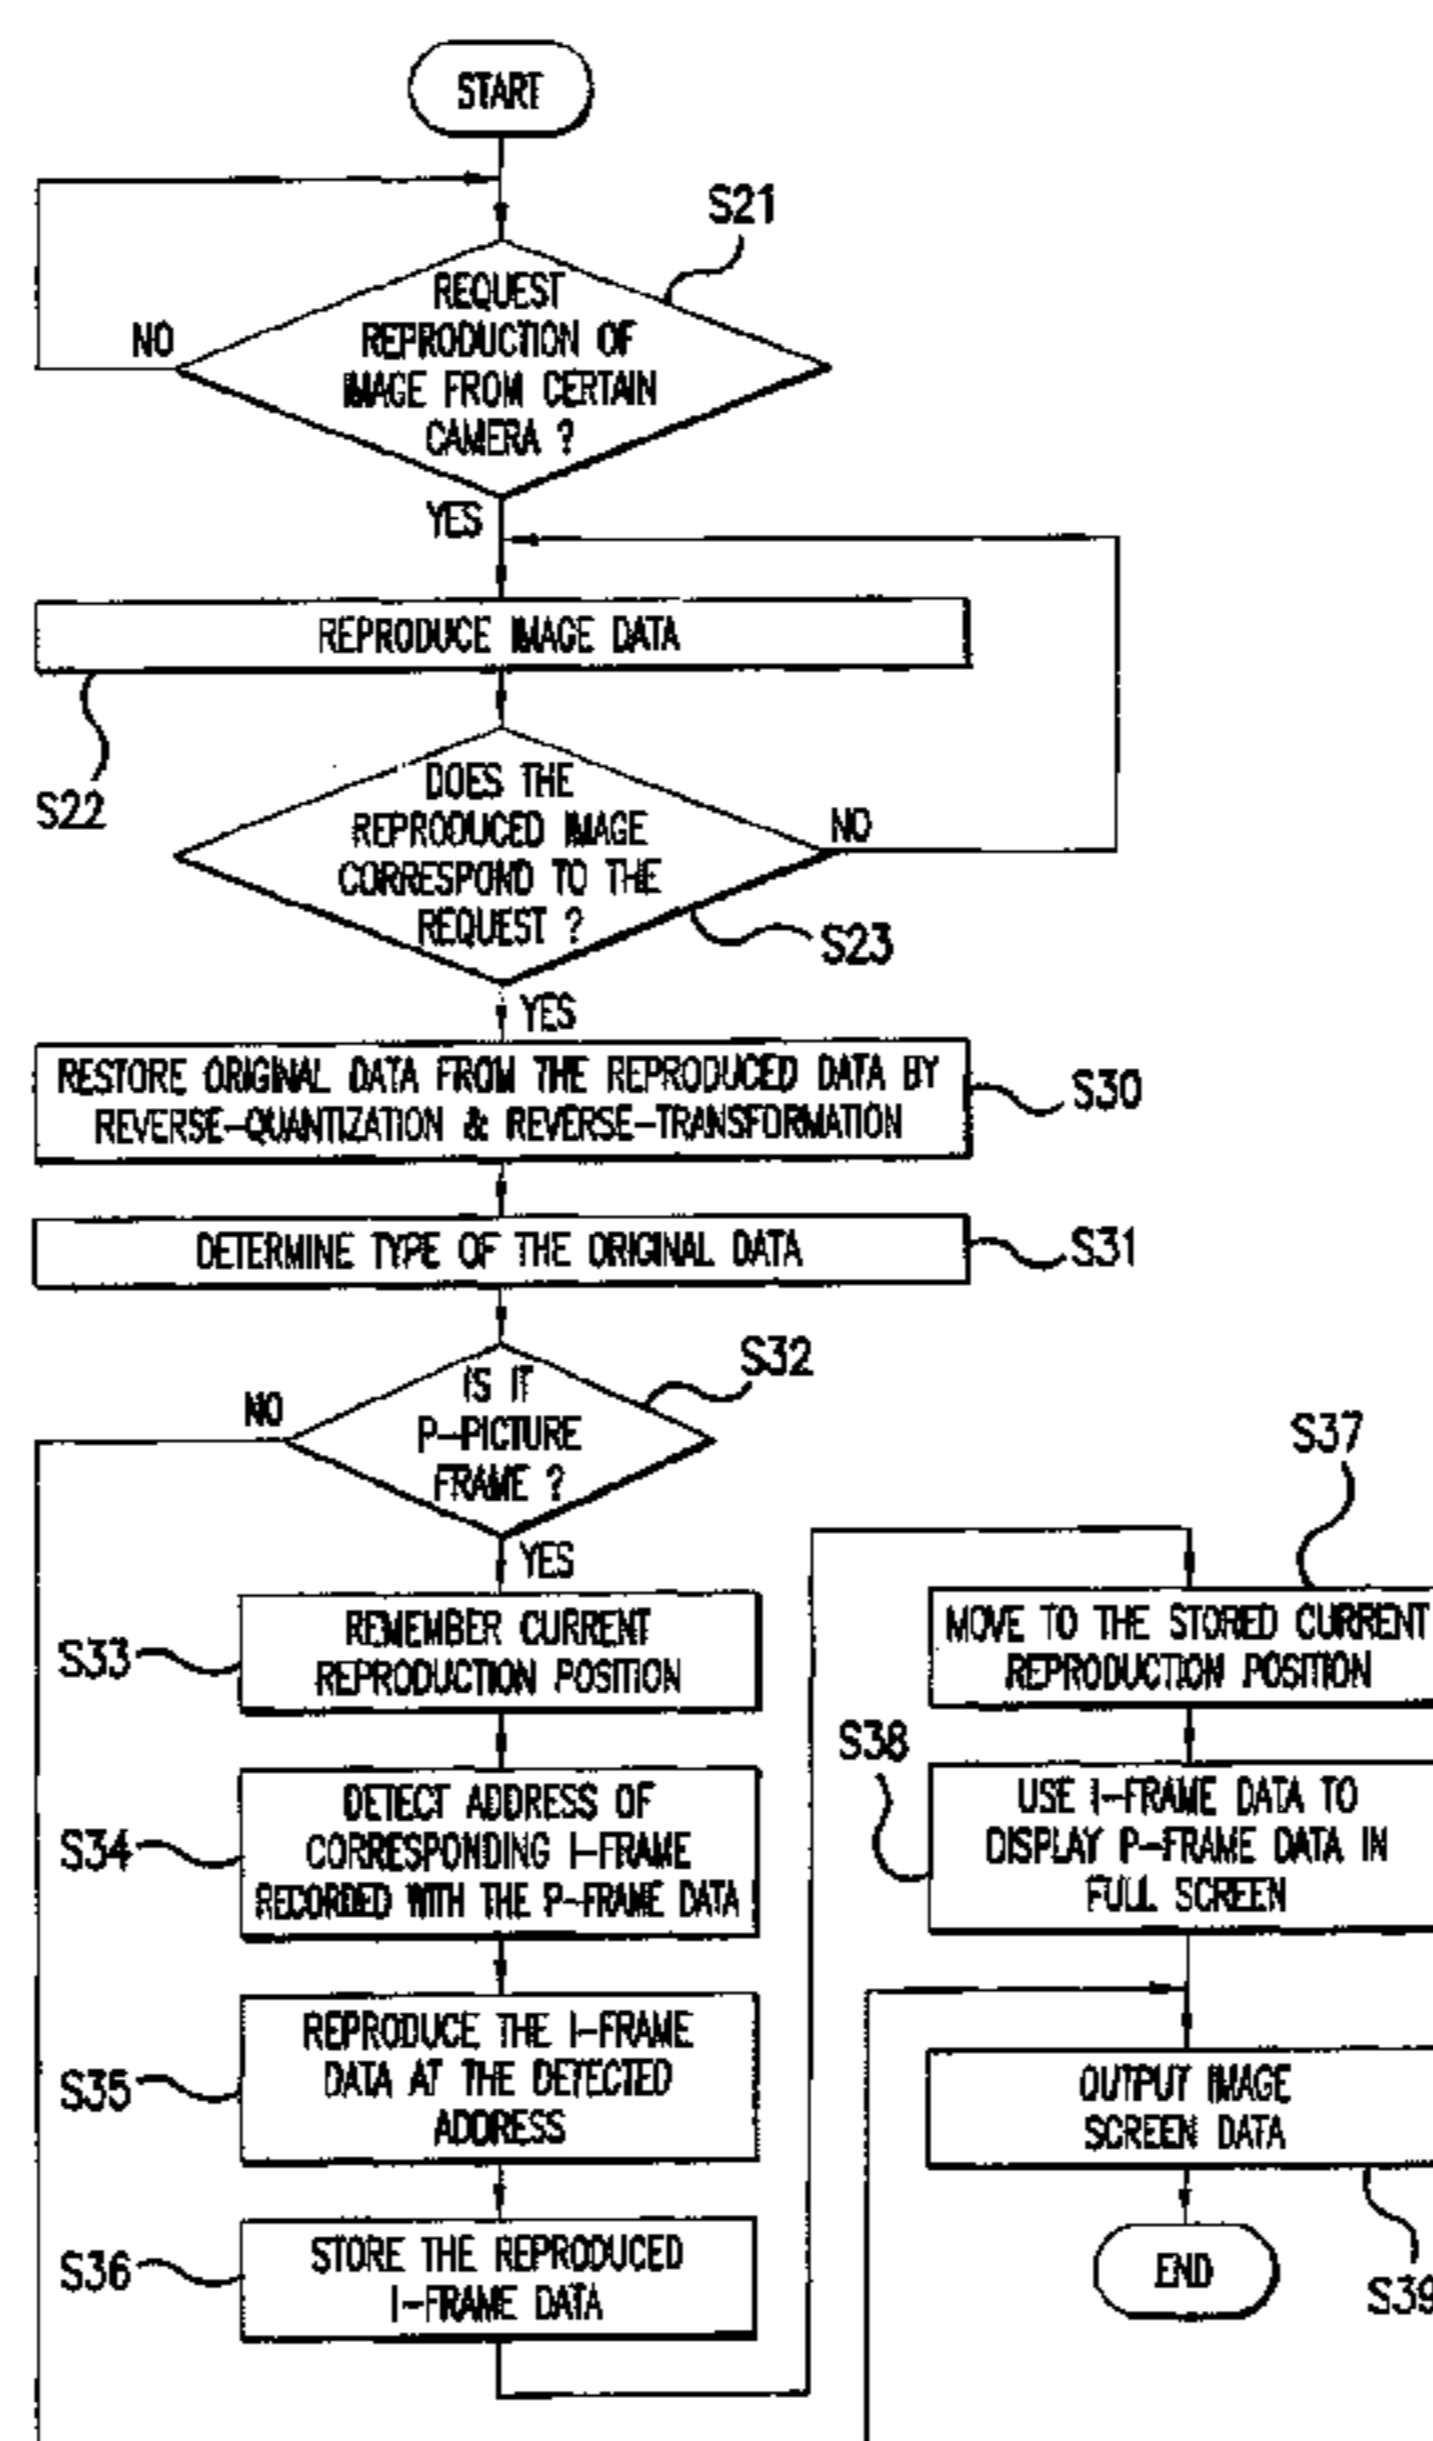 START
S21
REQUEST
REPRODUCTION OF
IMAGE FROM CERTAIN
CAMERA ?
NO
YES
REPRODUCE IMAGE DATA
S22
DOES THE
REPRODUCED IMAGE
CORRESPOND TO THE
REQUEST ?
NO
S23
YES
RESTORE ORIGINAL DATA FROM THE REPRODUCED DATA BY
REVERSE-QUANTIZATION & REVERSE-TRANSFORMATION
S30
DETERMINE TYPE OF THE ORIGINAL DATA
S31
IS IT
P-PICTURE
FRAME ?
S32
NO
YES
REMEMBER CURRENT
REPRODUCTION POSITION
S33
DETECT ADDRESS OF
CORRESPONDING I-FRAME
RECORDED WITH THE P-FRAME DATA
S34
REPRODUCE THE I-FRAME
DATA AT THE DETECTED
ADDRESS
S35
STORE THE REPRODUCED
I-FRAME DATA
S36
S37
MOVE TO THE STORED CURRENT
REPRODUCTION POSITION
S38
USE I-FRAME DATA TO
DISPLAY P-FRAME DATA IN
FULL SCREEN
OUTPUT IMAGE
SCREEN DATA
END
S39